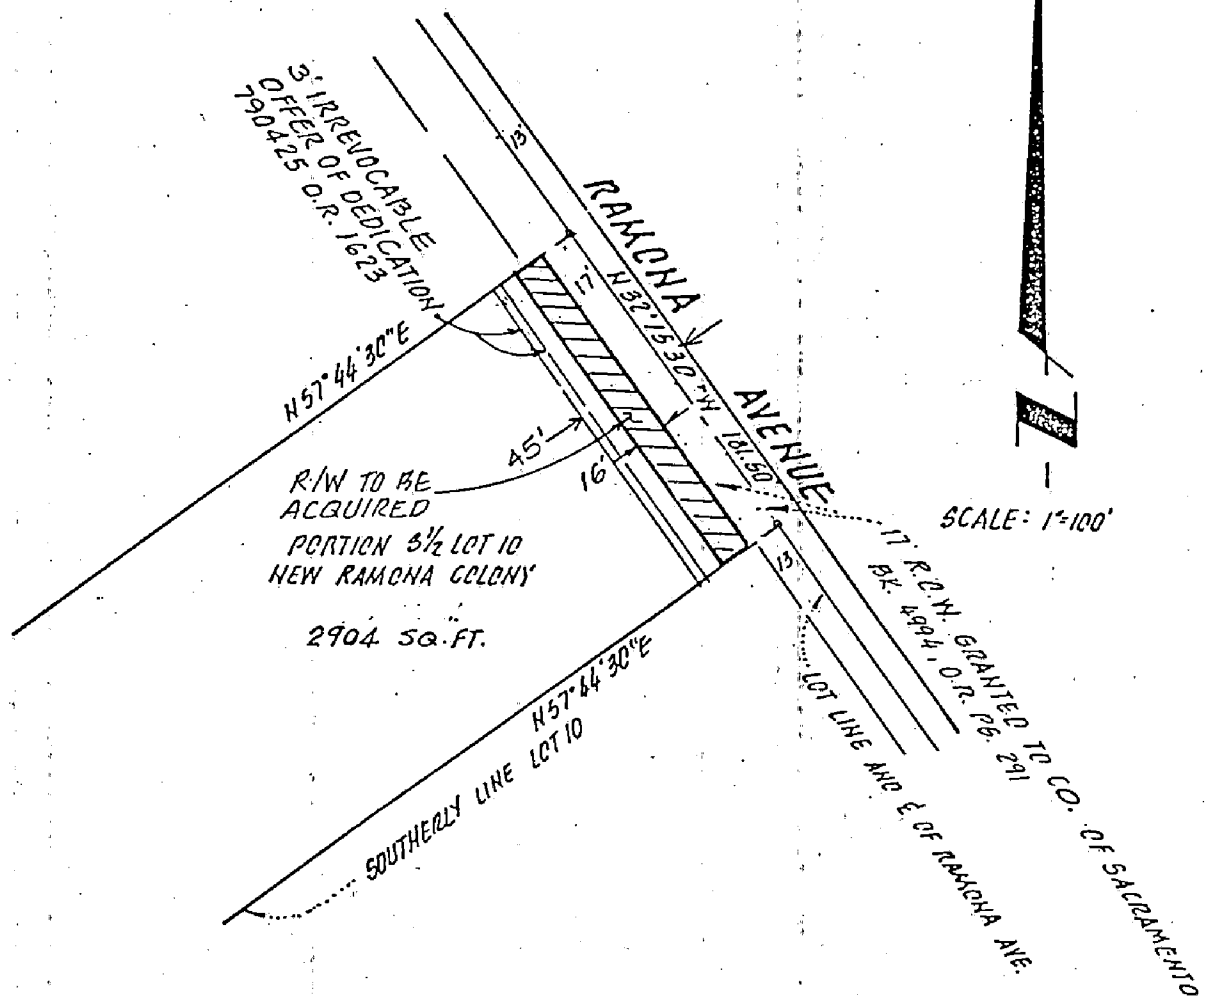 3' IRREVOCABLE
OFFER OF DEDICATION
790425 O.R. 1623
13'
RAMONA
AVENUE
17'
N32°15'30"W 181.50
N57°44'30"E
45'
16'
R/W TO BE
ACQUIRED
PORTION S½ LOT 10
NEW RAMONA COLONY
2904 SQ. FT.
SCALE: 1"=100'
13'
17' R.O.W. GRANTED TO CO. OF SACRAMENTO
BK. 4994, O.R. PG. 291
LOT LINE AND ℄ OF RAMONA AVE.
N57°44'30"E
SOUTHERLY LINE LOT 10